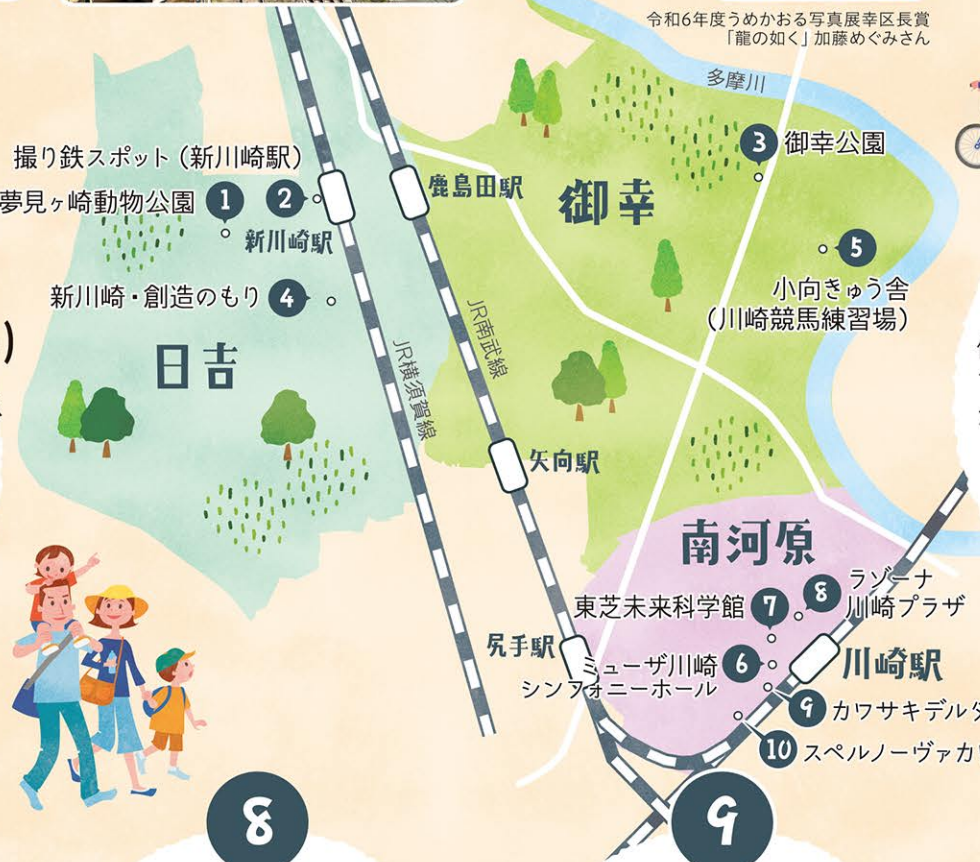 令和6年度うめかおる写真展幸区長賞
「龍の如く」加藤めぐみさん
多摩川
3 御幸公園
撮り鉄スポット(新川崎駅)
2
夢見ヶ崎動物公園 1
鹿島田駅
御幸
新川崎駅
5
小向きゅう舎
(川崎競馬練習場)
新川崎・創造のもり 4
日吉
JR南武線
JR横須賀線
矢向駅
南河原
8 ラゾーナ
川崎プラザ
東芝未来科学館 7
尻手駅
ミューザ川崎 6
シンフォニーホール
川崎駅
9 カワサキデルタ
10 スペルノーヴァカ
8
9